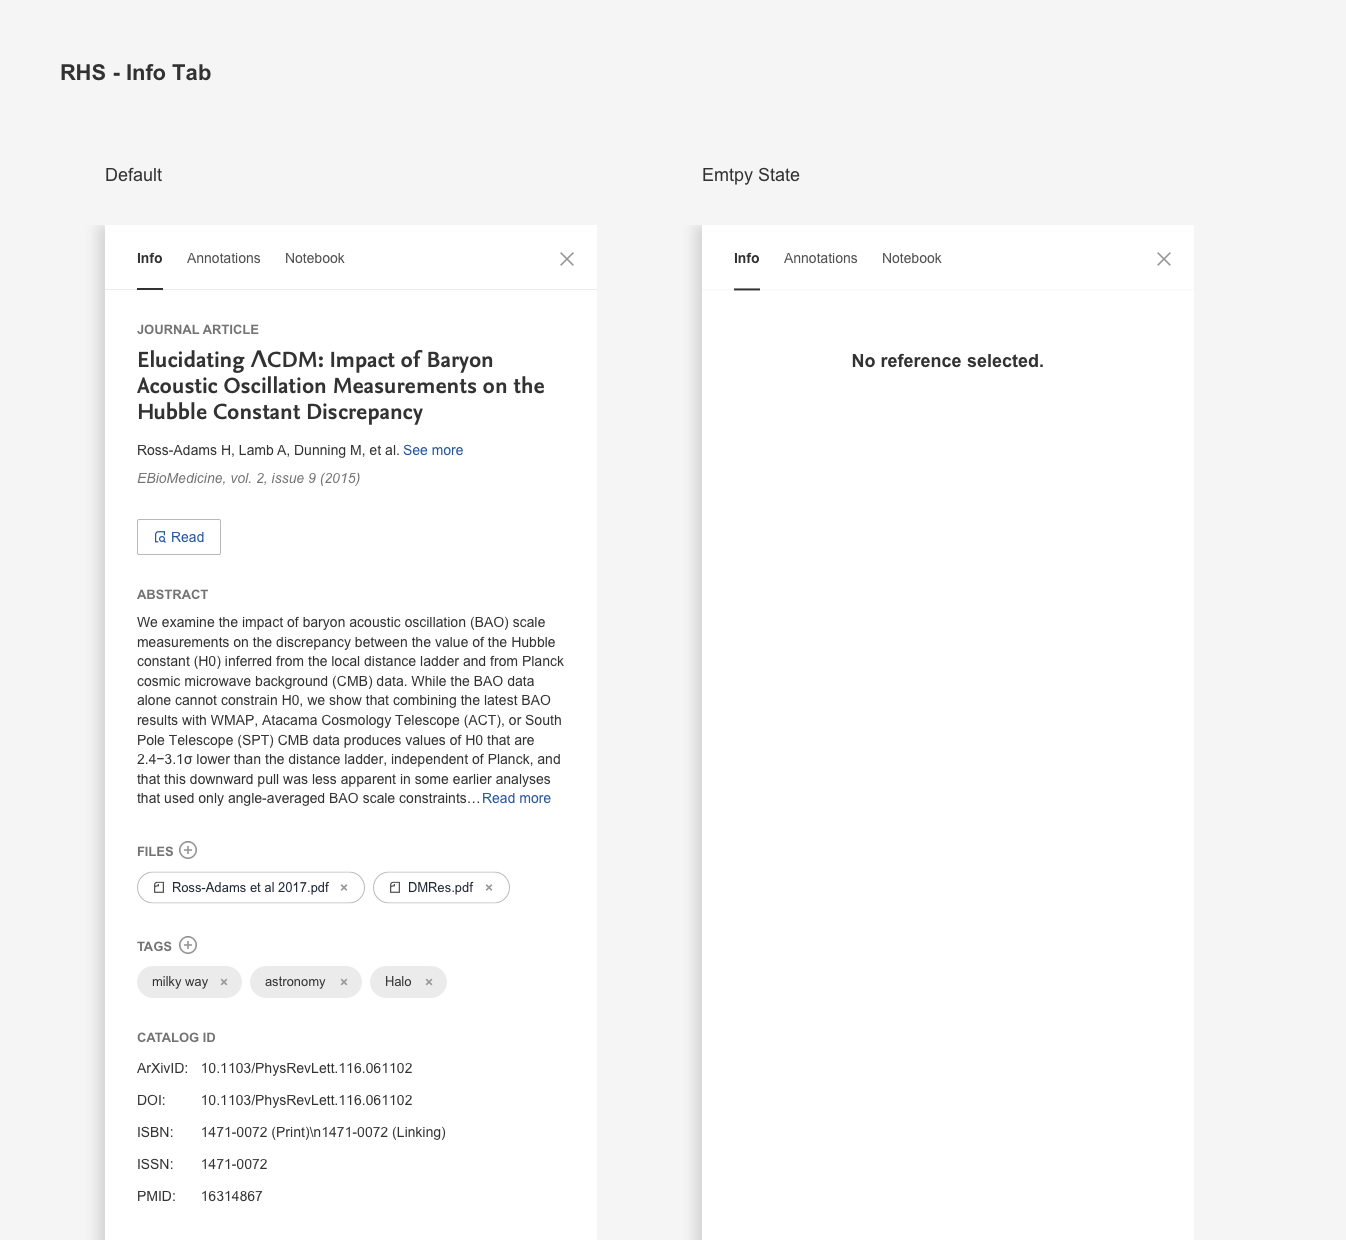 RHS - Info Tab
Default
Info Annotations Notebook
JOURNAL ARTICLE
Elucidating ΛCDM: Impact of Baryon
Acoustic Oscillation Measurements on the
Hubble Constant Discrepancy
Ross-Adams H, Lamb A, Dunning M, et al. See more
EBioMedicine, vol. 2, issue 9 (2015)
Read
ABSTRACT
We examine the impact of baryon acoustic oscillation (BAO) scale
measurements on the discrepancy between the value of the Hubble
constant (H0) inferred from the local distance ladder and from Planck
cosmic microwave background (CMB) data. While the BAO data
alone cannot constrain H0, we show that combining the latest BAO
results with WMAP, Atacama Cosmology Telescope (ACT), or South
Pole Telescope (SPT) CMB data produces values of H0 that are
2.4−3.1σ lower than the distance ladder, independent of Planck, and
that this downward pull was less apparent in some earlier analyses
that used only angle-averaged BAO scale constraints… Read more
FILES
Ross-Adams et al 2017.pdf × DMRes.pdf ×
TAGS
milky way × astronomy × Halo ×
CATALOG ID
ArXivID: 10.1103/PhysRevLett.116.061102
DOI: 10.1103/PhysRevLett.116.061102
ISBN: 1471-0072 (Print)\n1471-0072 (Linking)
ISSN: 1471-0072
PMID: 16314867
Emtpy State
Info Annotations Notebook
No reference selected.